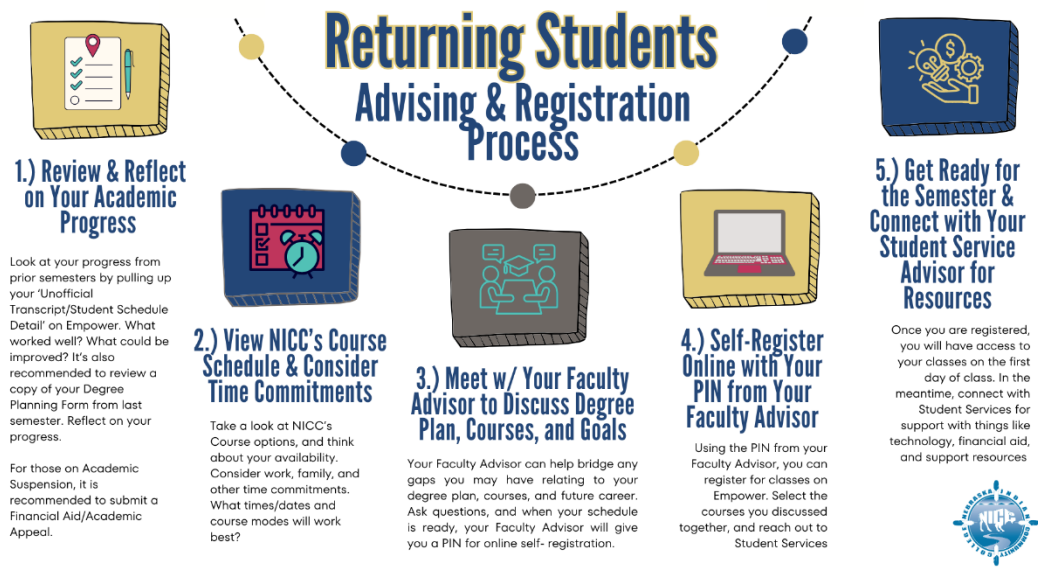 Returning Students
Advising & Registration
Process
1.) Review & Reflect
on Your Academic
Progress
Look at your progress from
prior semesters by pulling up
your ‘Unofficial
Transcript/Student Schedule
Detail’ on Empower. What
worked well? What could be
improved? It’s also
recommended to review a
copy of your Degree
Planning Form from last
semester. Reflect on your
progress.
For those on Academic
Suspension, it is
recommended to submit a
Financial Aid/Academic
Appeal.
2.) View NICC’s Course
Schedule & Consider
Time Commitments
Take a look at NICC’s
Course options, and think
about your availability.
Consider work, family, and
other time commitments.
What times/dates and
course modes will work
best?
3.) Meet w/ Your Faculty
Advisor to Discuss Degree
Plan, Courses, and Goals
Your Faculty Advisor can help bridge any
gaps you may have relating to your
degree plan, courses, and future career.
Ask questions, and when your schedule
is ready, your Faculty Advisor will give
you a PIN for online self- registration.
4.) Self-Register
Online with Your
PIN from Your
Faculty Advisor
Using the PIN from your
Faculty Advisor, you can
register for classes on
Empower. Select the
courses you discussed
together, and reach out to
Student Services
5.) Get Ready for
the Semester &
Connect with Your
Student Service
Advisor for
Resources
Once you are registered,
you will have access to
your classes on the first
day of class. In the
meantime, connect with
Student Services for
support with things like
technology, financial aid,
and support resources
NEBRASKA INDIAN COMMUNITY COLLEGE
NICC